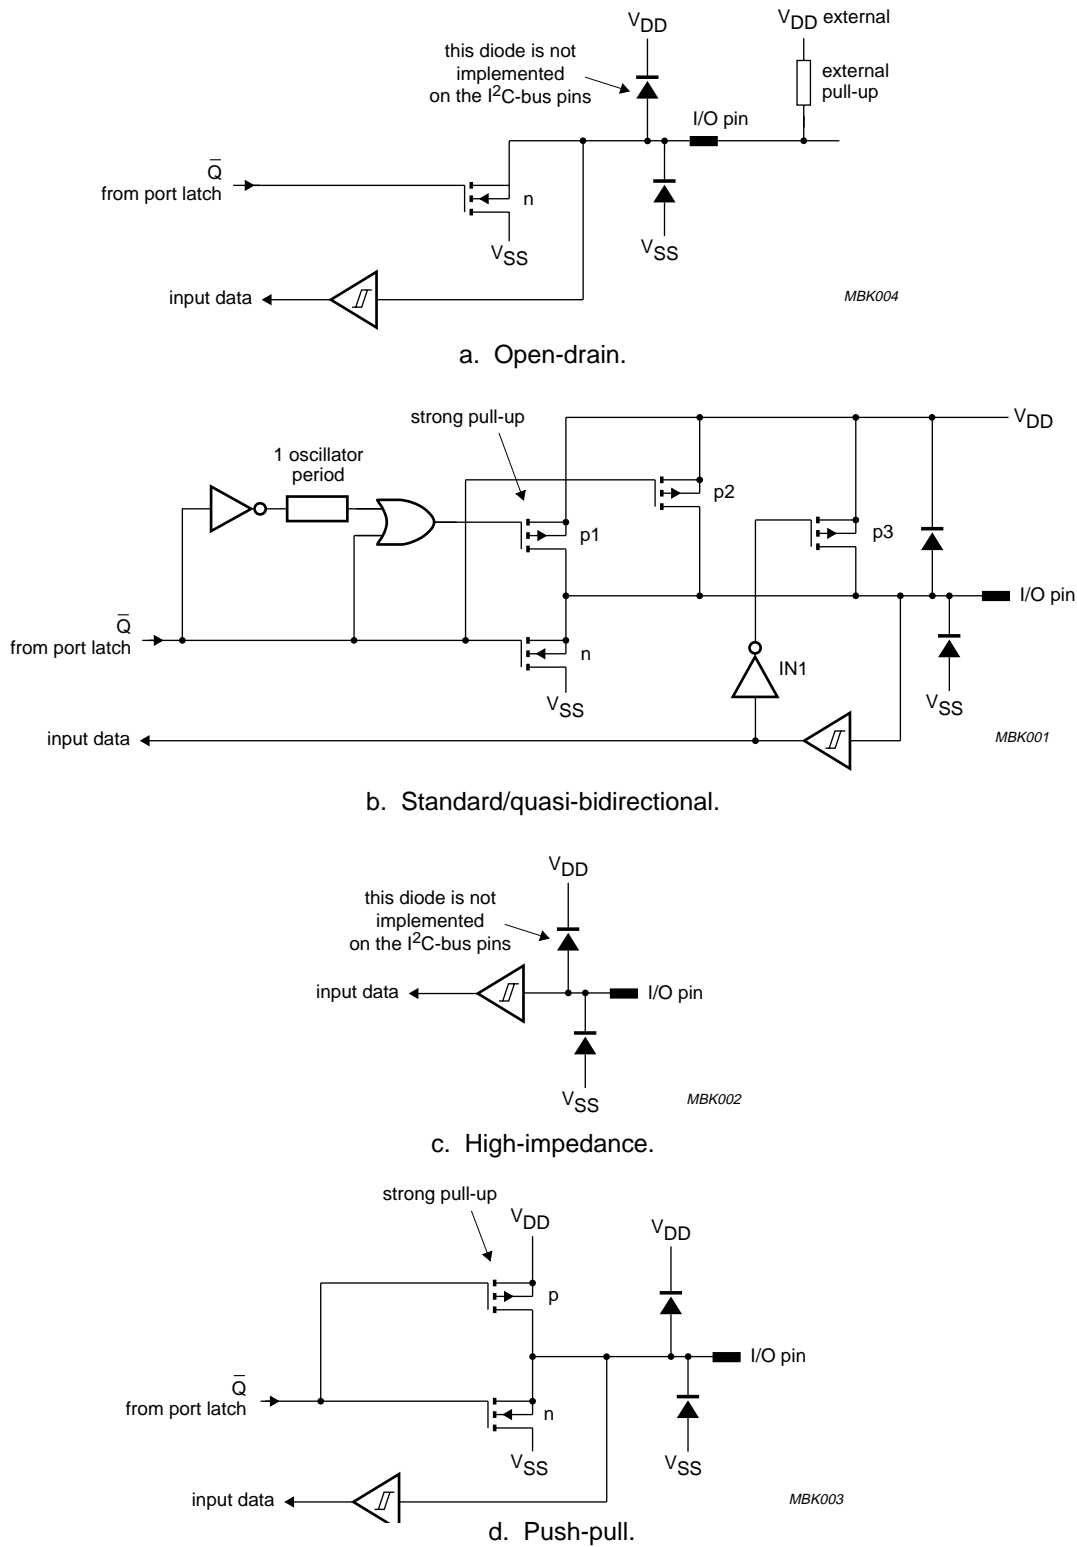 VDD
VDD external
this diode is not
implemented
on the I2C-bus pins
external
pull-up
I/O pin
Q̅
from port latch
n
VSS
VSS
input data
MBK004
a. Open-drain.
strong pull-up
VDD
1 oscillator
period
p2
p1
p3
I/O pin
Q̅
from port latch
n
IN1
VSS
VSS
input data
MBK001
b. Standard/quasi-bidirectional.
VDD
this diode is not
implemented
on the I2C-bus pins
input data
I/O pin
VSS
MBK002
c. High-impedance.
strong pull-up
VDD
VDD
p
I/O pin
Q̅
from port latch
n
VSS
VSS
input data
MBK003
d. Push-pull.